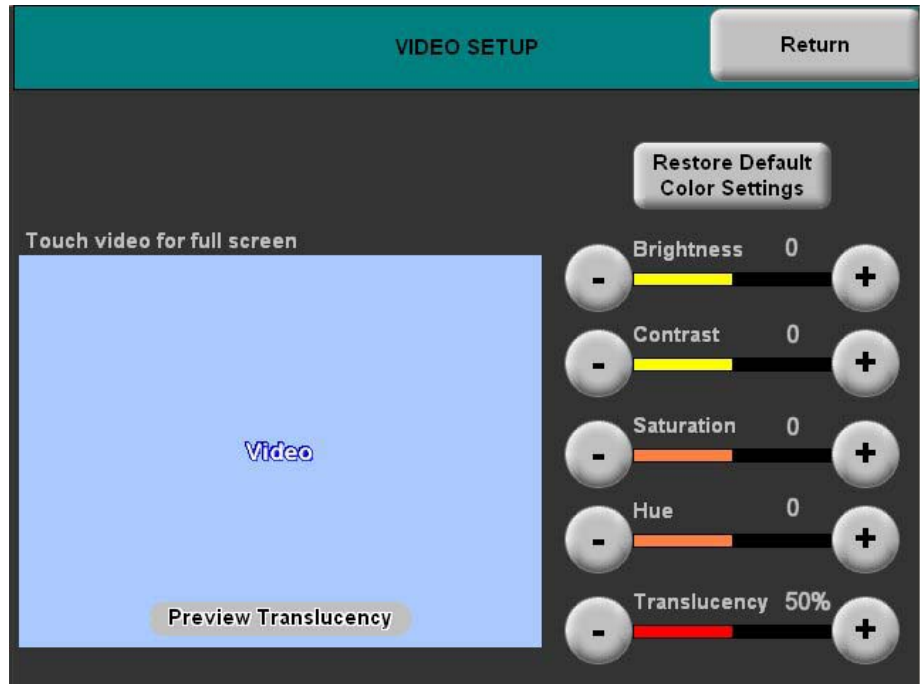 VIDEO SETUP
Return
Restore Default
Color Settings
Touch video for full screen
Video
Preview Translucency
Brightness 0
- +
Contrast 0
- +
Saturation 0
- +
Hue 0
- +
Translucency 50%
- +